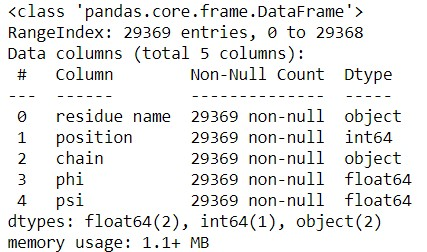 <class 'pandas.core.frame.DataFrame'>
RangeIndex: 29369 entries, 0 to 29368
Data columns (total 5 columns):
 #   Column        Non-Null Count  Dtype
---  ------        --------------  -----
 0   residue name  29369 non-null  object
 1   position      29369 non-null  int64
 2   chain         29369 non-null  object
 3   phi           29369 non-null  float64
 4   psi           29369 non-null  float64
dtypes: float64(2), int64(1), object(2)
memory usage: 1.1+ MB